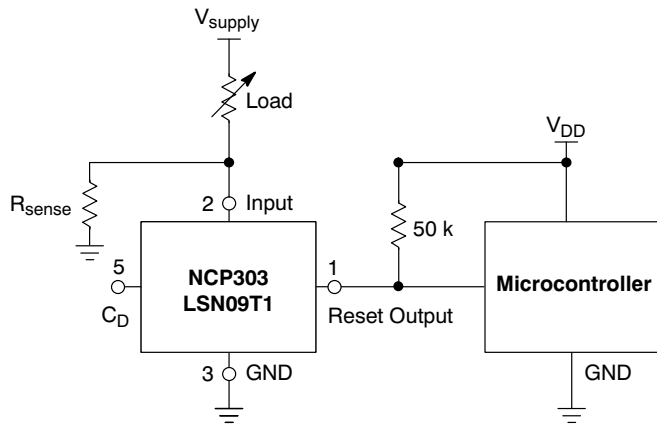 V_supply
Load
V_DD
R_sense
2 Input
50 k
5
C_D
NCP303
LSN09T1
1
Reset Output
Microcontroller
3 GND
GND